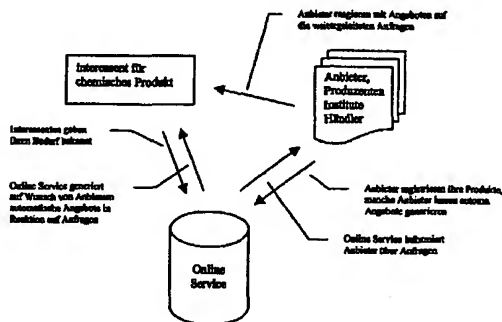 Anbieter reagieren mit Angeboten auf
die weitergeleiteten Anfragen
Interessent für
chemisches Produkt
Anbieter,
Produzenten
Institute
Händler
Interessenten geben
ihren Bedarf bekannt
Online Service generiert
auf Wunsch von Anbietern
automatische Angebote in
Reaktion auf Anfragen
Anbieter registrieren ihre Produkte,
manche Anbieter lassen automa.
Angebote generieren
Online Service informiert
Anbieter über Anfragen
Online
Service